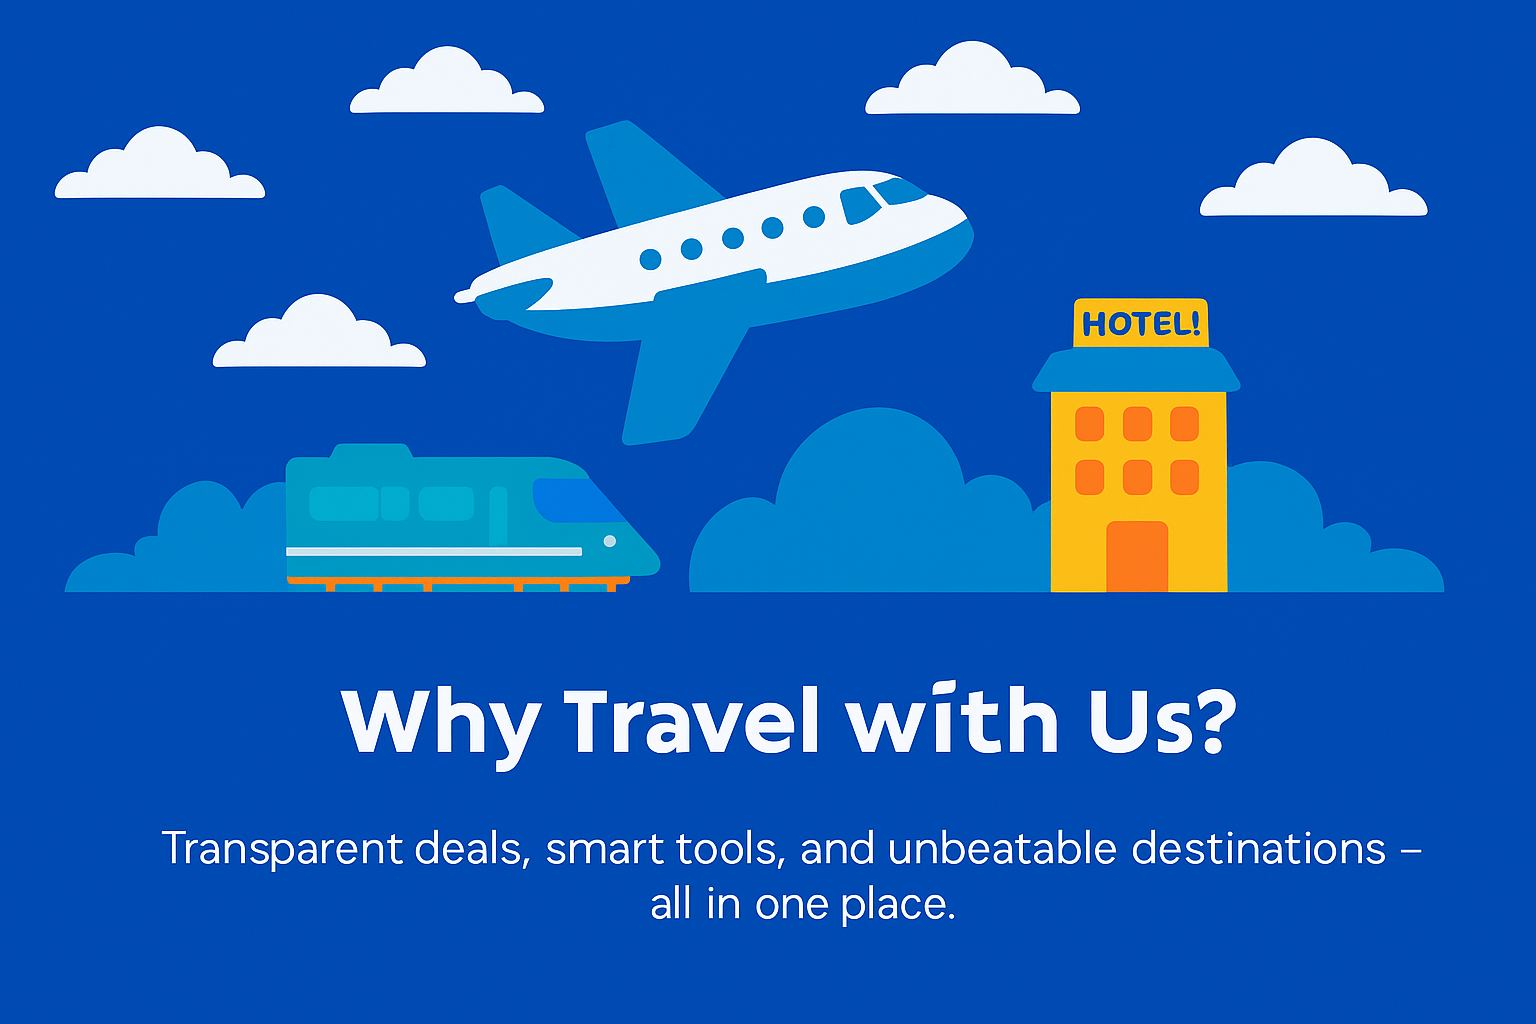 HOTEL!
Why Travel with Us?
Transparent deals, smart tools, and unbeatable destinations –
all in one place.